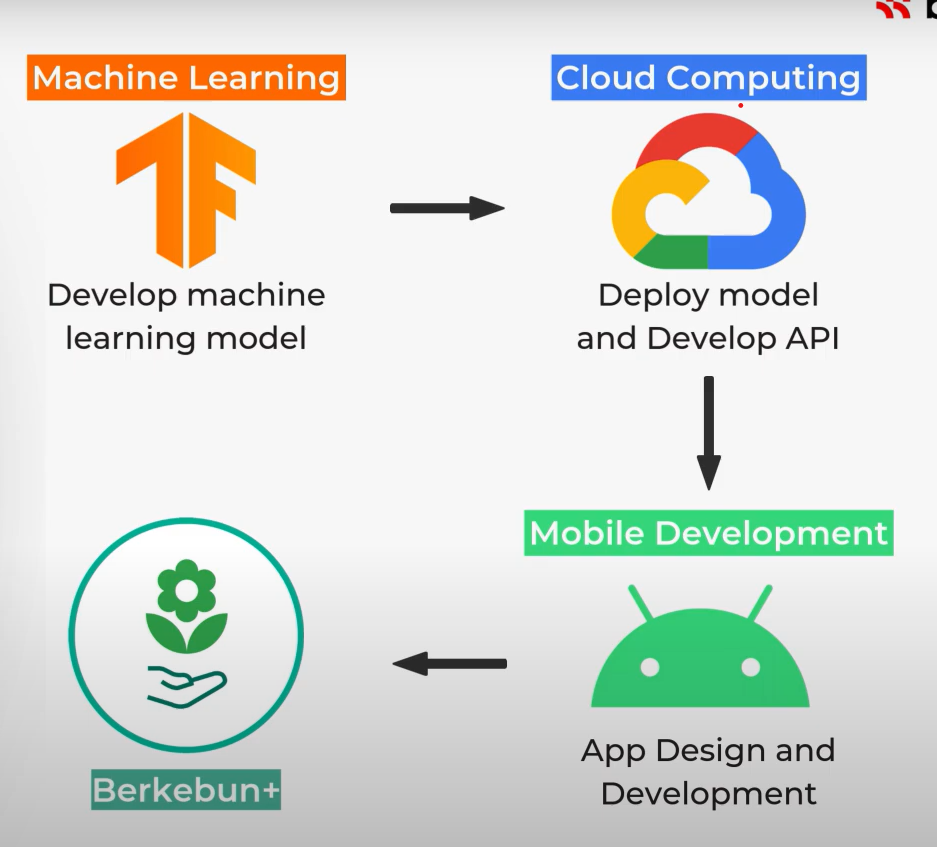 Machine Learning
Develop machine
learning model
Cloud Computing
Deploy model
and Develop API
Mobile Development
App Design and
Development
Berkebun+